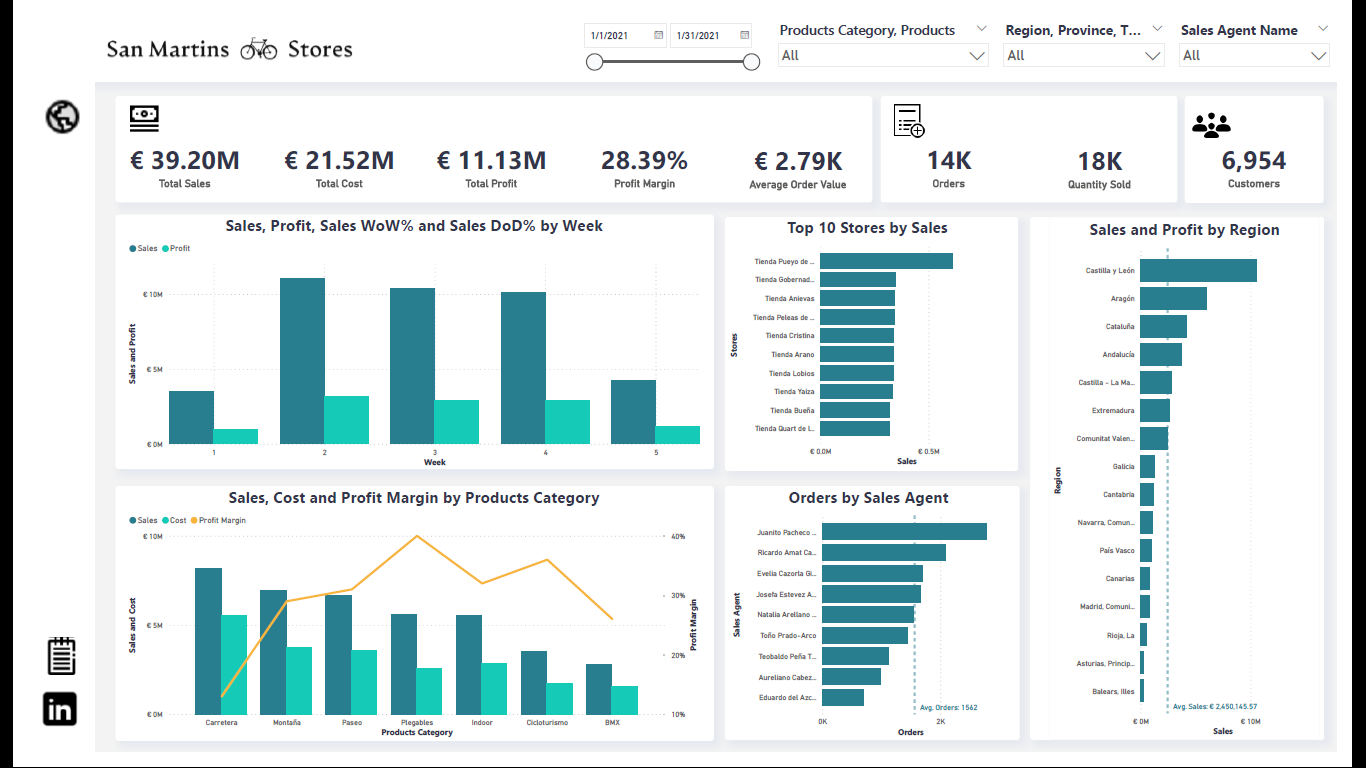 San Martins Stores
1/1/2021 1/31/2021
Products Category, Products
All
Region, Province, T...
All
Sales Agent Name
All
€ 39.20M
Total Sales
€ 21.52M
Total Cost
€ 11.13M
Total Profit
28.39%
Profit Margin
€ 2.79K
Average Order Value
14K
Orders
18K
Quantity Sold
6,954
Customers
Sales, Profit, Sales WoW% and Sales DoD% by Week
Sales Profit
Sales and Profit
€ 10M
€ 5M
€ 0M
1 2 3 4 5
Week
Top 10 Stores by Sales
Stores
Tienda Pueyo de ...
Tienda Gobernad...
Tienda Anievas
Tienda Peleas de ...
Tienda Cristina
Tienda Arano
Tienda Lobios
Tienda Yaiza
Tienda Bueña
Tienda Quart de l...
€ 0.0M € 0.5M
Sales
Sales and Profit by Region
Region
Castilla y León
Aragón
Cataluña
Andalucía
Castilla - La Ma...
Extremadura
Comunitat Valen...
Galicia
Cantabria
Navarra, Comun...
País Vasco
Canarias
Madrid, Comuni...
Rioja, La
Asturias, Princip...
Balears, Illes
Avg. Sales: € 2,450,145.57
€ 0M € 10M
Sales
Sales, Cost and Profit Margin by Products Category
Sales Cost Profit Margin
Sales and Cost
€ 10M
€ 5M
€ 0M
40%
30%
20%
10%
Profit Margin
Carretera Montaña Paseo Plegables Indoor Cicloturismo BMX
Products Category
Orders by Sales Agent
Sales Agent
Juanito Pacheco ...
Ricardo Amat Ca...
Evelia Cazorla Gi...
Josefa Estevez A...
Natalia Arellano ...
Toño Prado-Arco
Teobaldo Peña T...
Aureliano Cabez...
Eduardo del Azc...
Avg. Orders: 1562
0K 2K
Orders
in